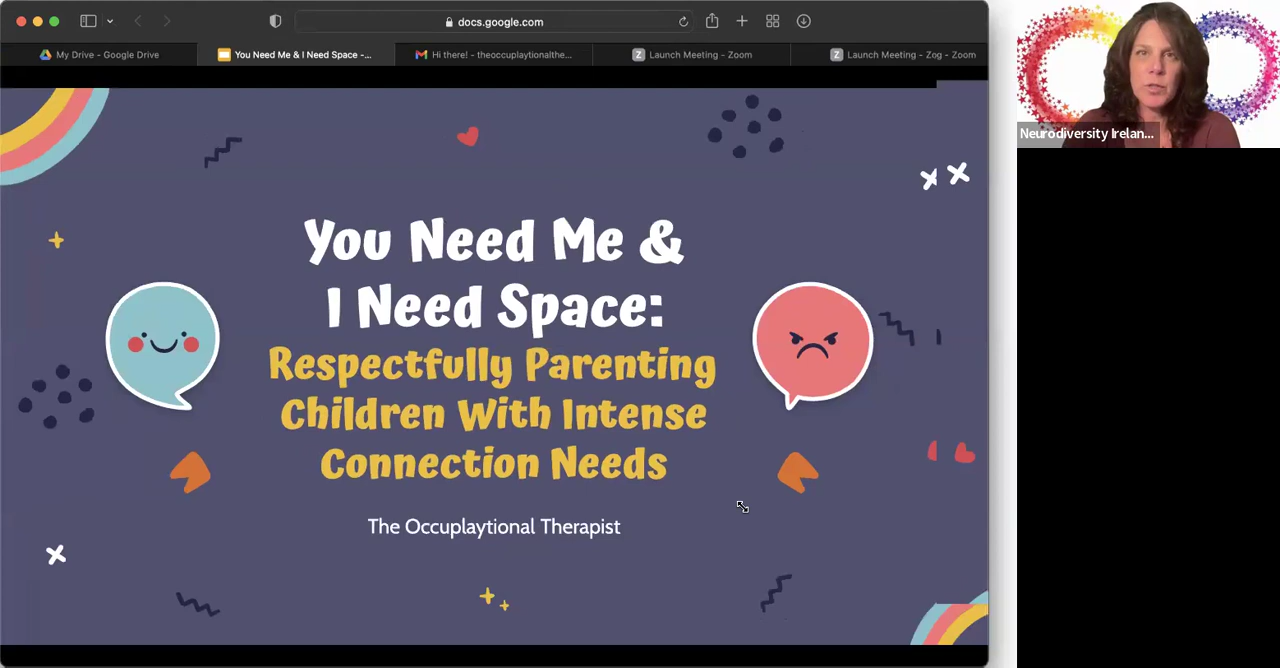 docs.google.com
My Drive - Google Drive
You Need Me & I Need Space -...
Hi there! - theoccuplaytionalthe...
Launch Meeting - Zoom
Launch Meeting - Zog - Zoom
Neurodiversity Irelan...
You Need Me &
I Need Space:
Respectfully Parenting
Children With Intense
Connection Needs
The Occuplaytional Therapist